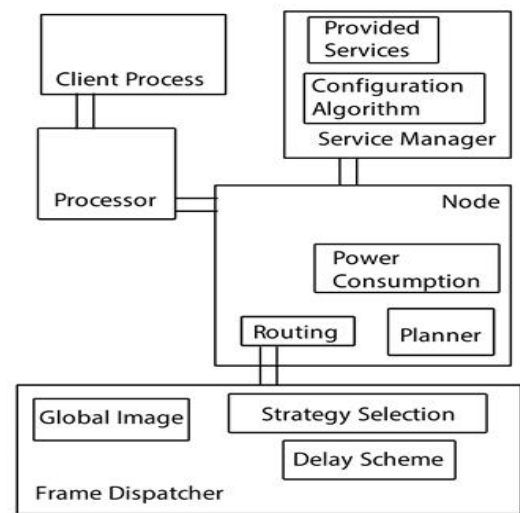 Provided
Services
Client Process
Configuration
Algorithm
Service Manager
Processor
Node
Power
Consumption
Routing
Planner
Global Image
Strategy Selection
Delay Scheme
Frame Dispatcher